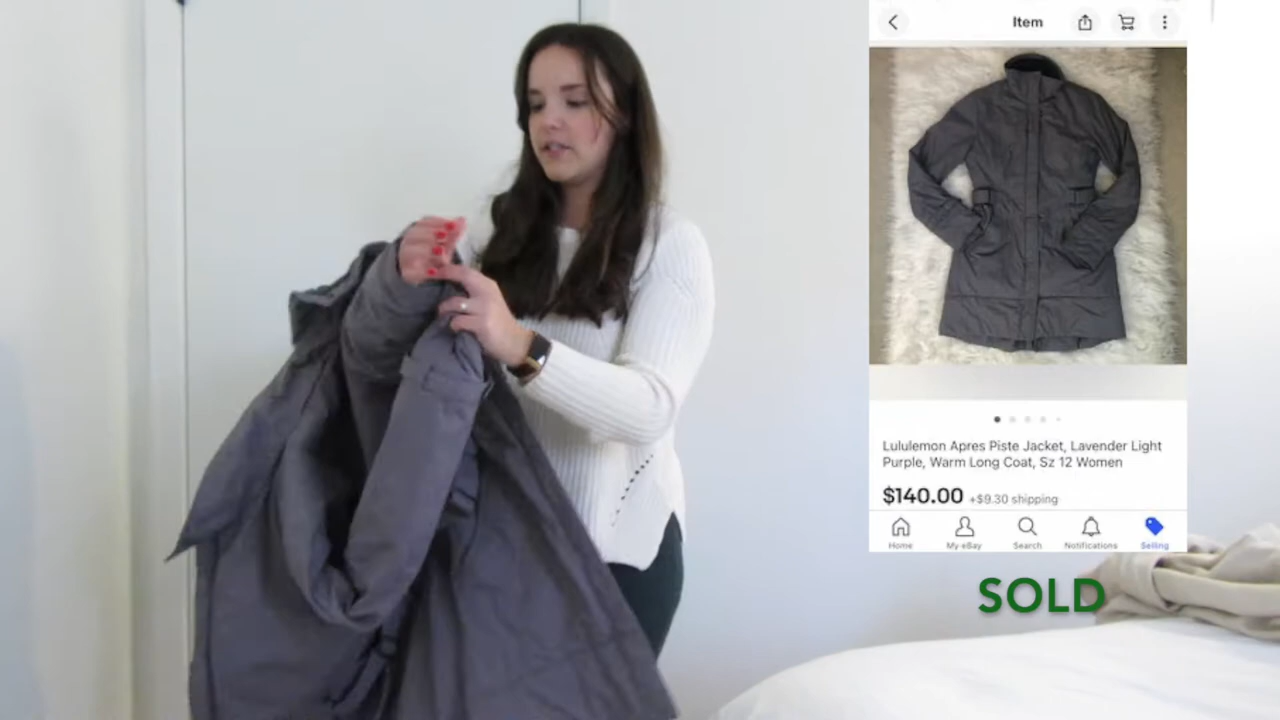 Item
Lululemon Apres Piste Jacket, Lavender Light
Purple, Warm Long Coat, Sz 12 Women
$140.00 +$9.30 shipping
Home My eBay Search Notifications Selling
SOLD